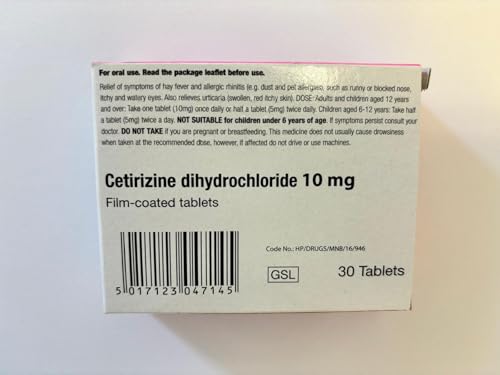 For oral use. Read the package leaflet before use.
Relief of symptoms of hay fever and allergic rhinitis (e.g. dust and pet allergies), such as runny or blocked nose,
itchy and watery eyes. Also relieves urticaria (swollen, red itchy skin). DOSE: Adults and children aged 12 years
and over: Take one tablet (10mg) once daily or half a tablet (5mg) twice daily. Children aged 6-12 years: Take half
a tablet (5mg) twice a day. NOT SUITABLE for children under 6 years of age. If symptoms persist consult your
doctor. DO NOT TAKE if you are pregnant or breastfeeding. This medicine does not usually cause drowsiness
when taken at the recommended dose, however, if affected do not drive or use machines.
Cetirizine dihydrochloride 10 mg
Film-coated tablets
Code No.: HP/DRUGS/MNB/16/946
GSL
30 Tablets
5 017123 047145